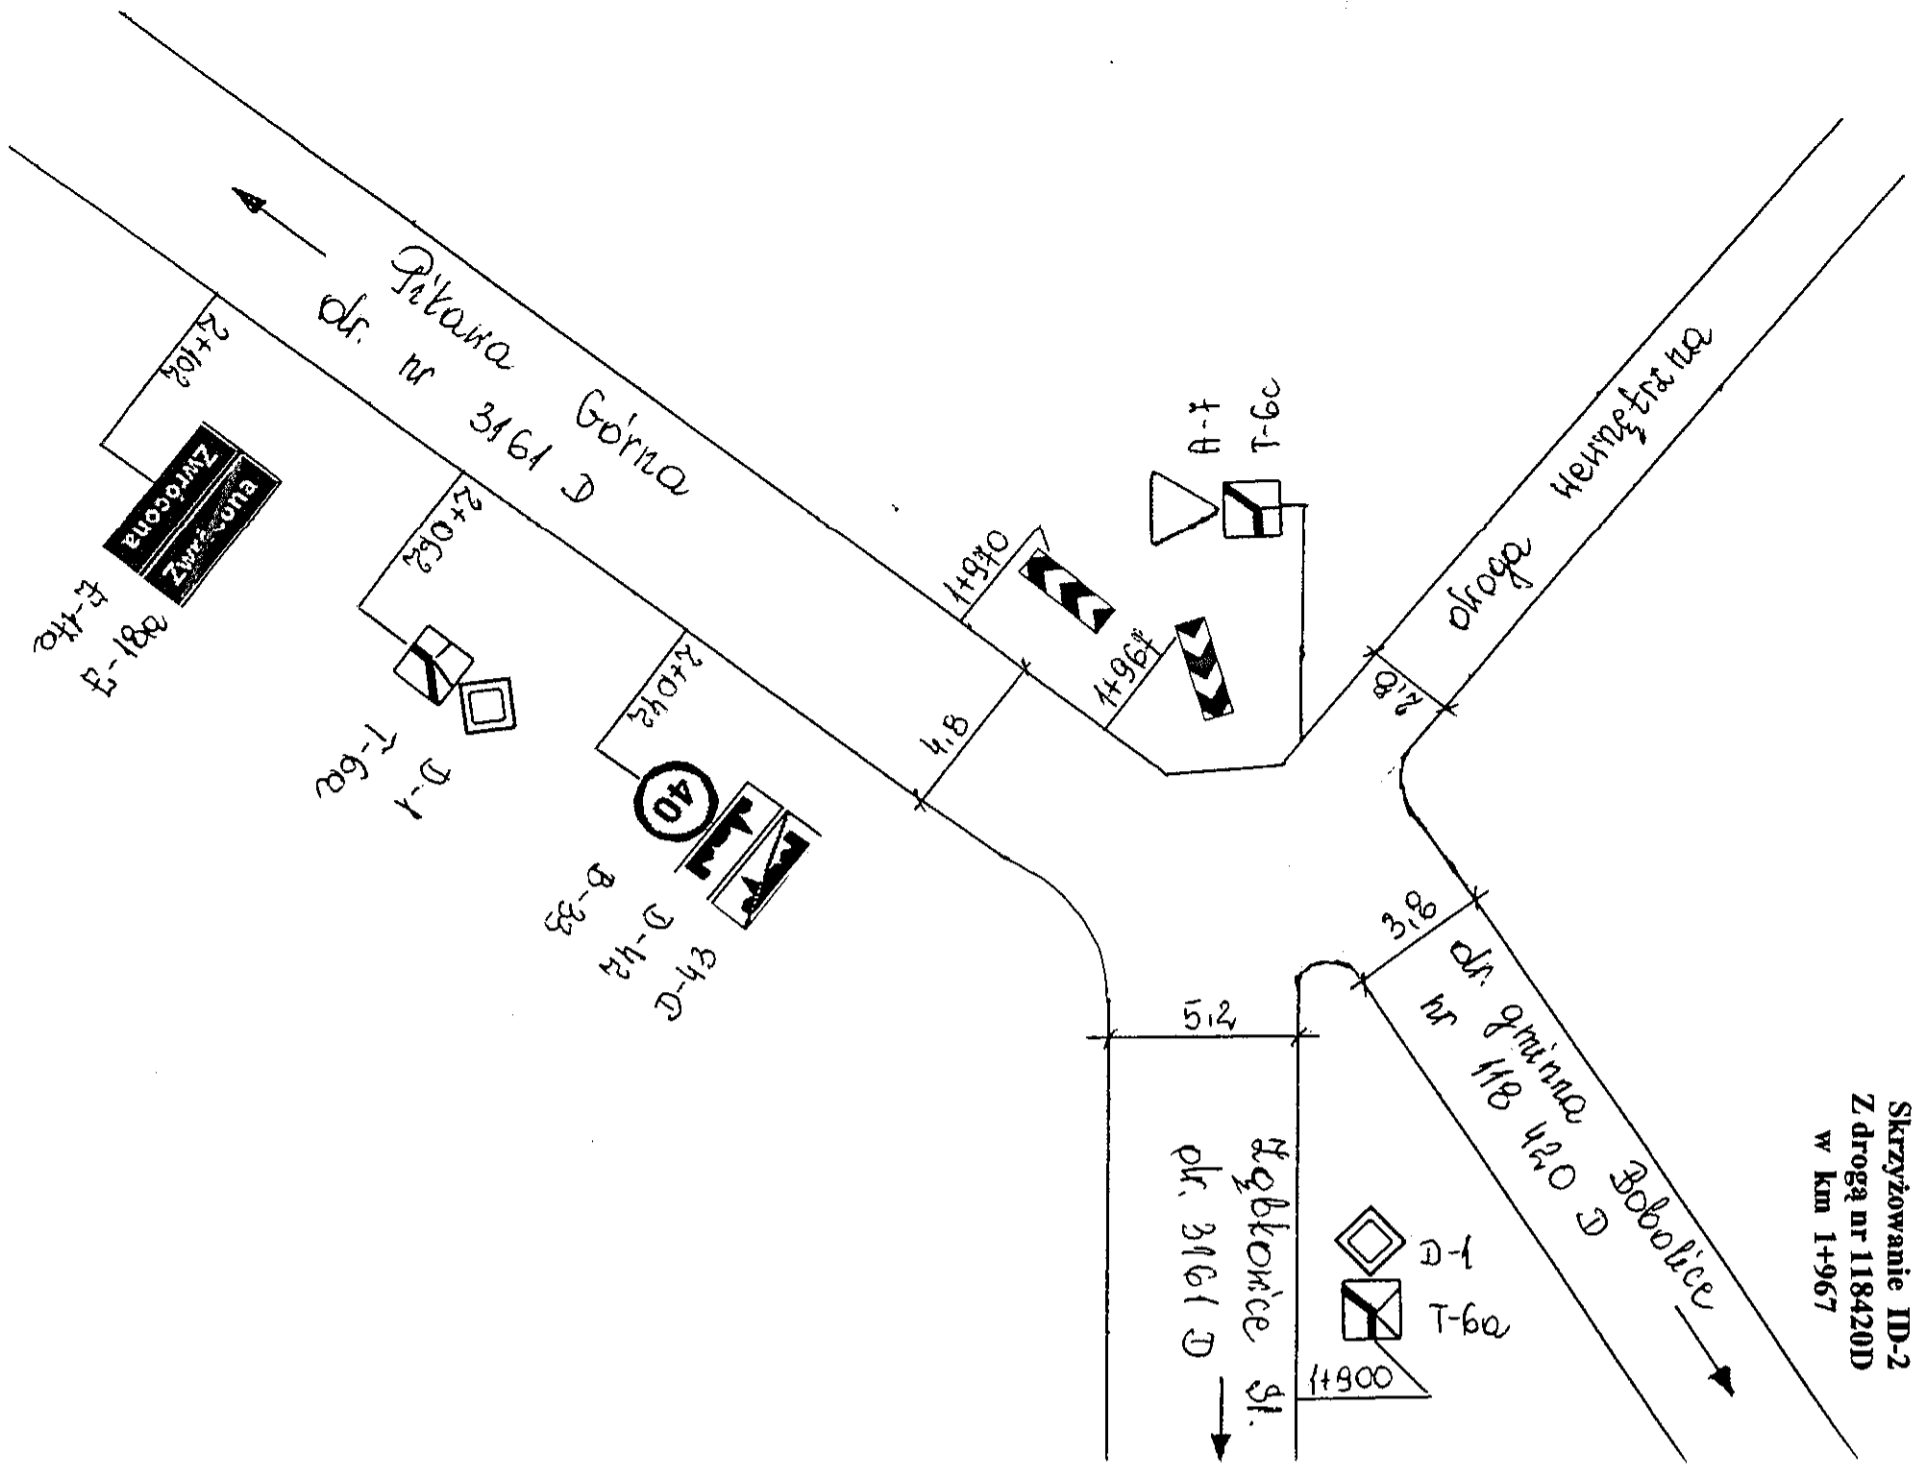 Skrzyżowanie ID-2
Z drogą nr 118420D
w km 1+967
Piława Górna
dr. nr 3161 D
2+102
Zwrócona
Zwrócona
E-17a
E-18a
2+062
T-6a
D-1
2+042
40
B-33
D-42
D-43
4,8
1+970
1+967
A-7
T-6c
droga wewnętrzna
2,8
3,8
dr. gminna Bobolice
nr 118 420 D
5,2
Ząbkowice Śl.
dr. 3161 D
D-1
T-6a
1+900